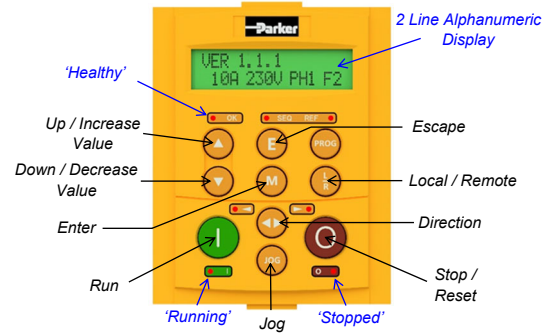 Parker
2 Line Alphanumeric
Display
VER 1.1.1
10A 230V PH1 F2
'Healthy'
OK
SEQ REF
Up / Increase
Value
E
PROG
Escape
Down / Decrease
Value
M
L
R
Local / Remote
Enter
Direction
I
O
Run
JOG
Stop /
Reset
I
O
'Running'
Jog
'Stopped'